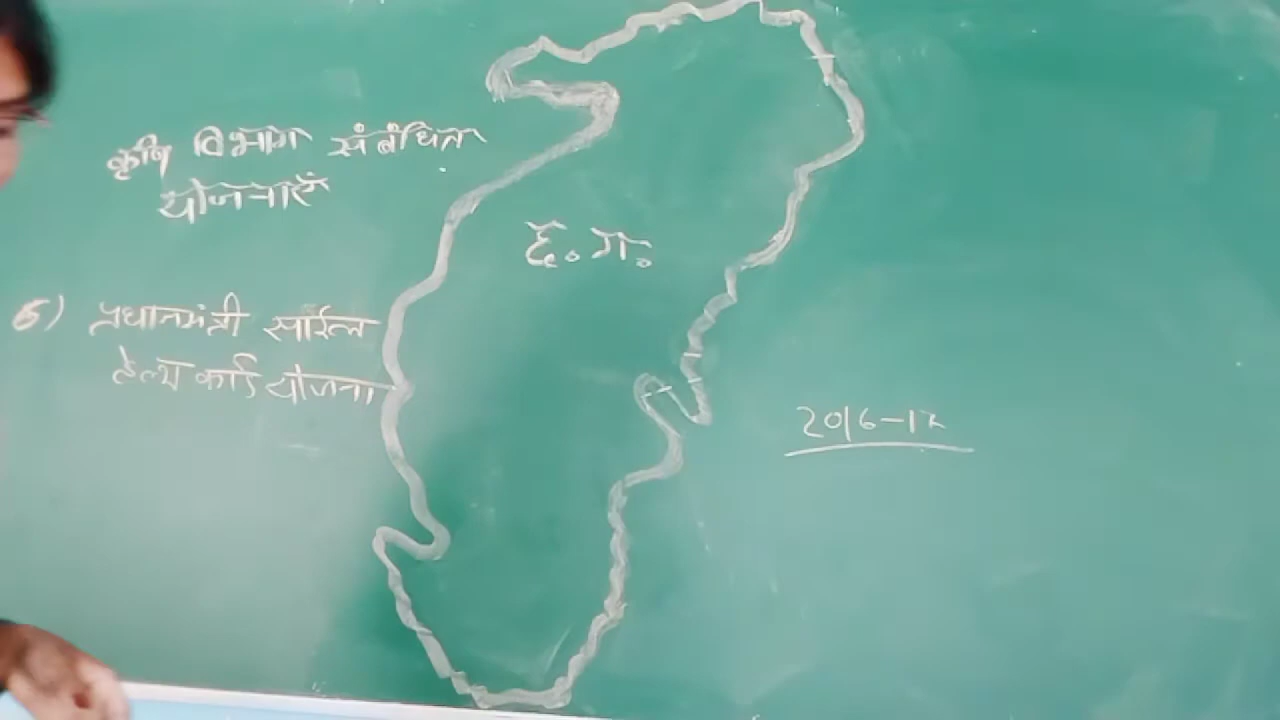 कृषि विभाग संबंधित
योजनाएँ
छ. ग.
6) प्रधानमंत्री साईल
हेल्थ कार्ड योजना
2016-17